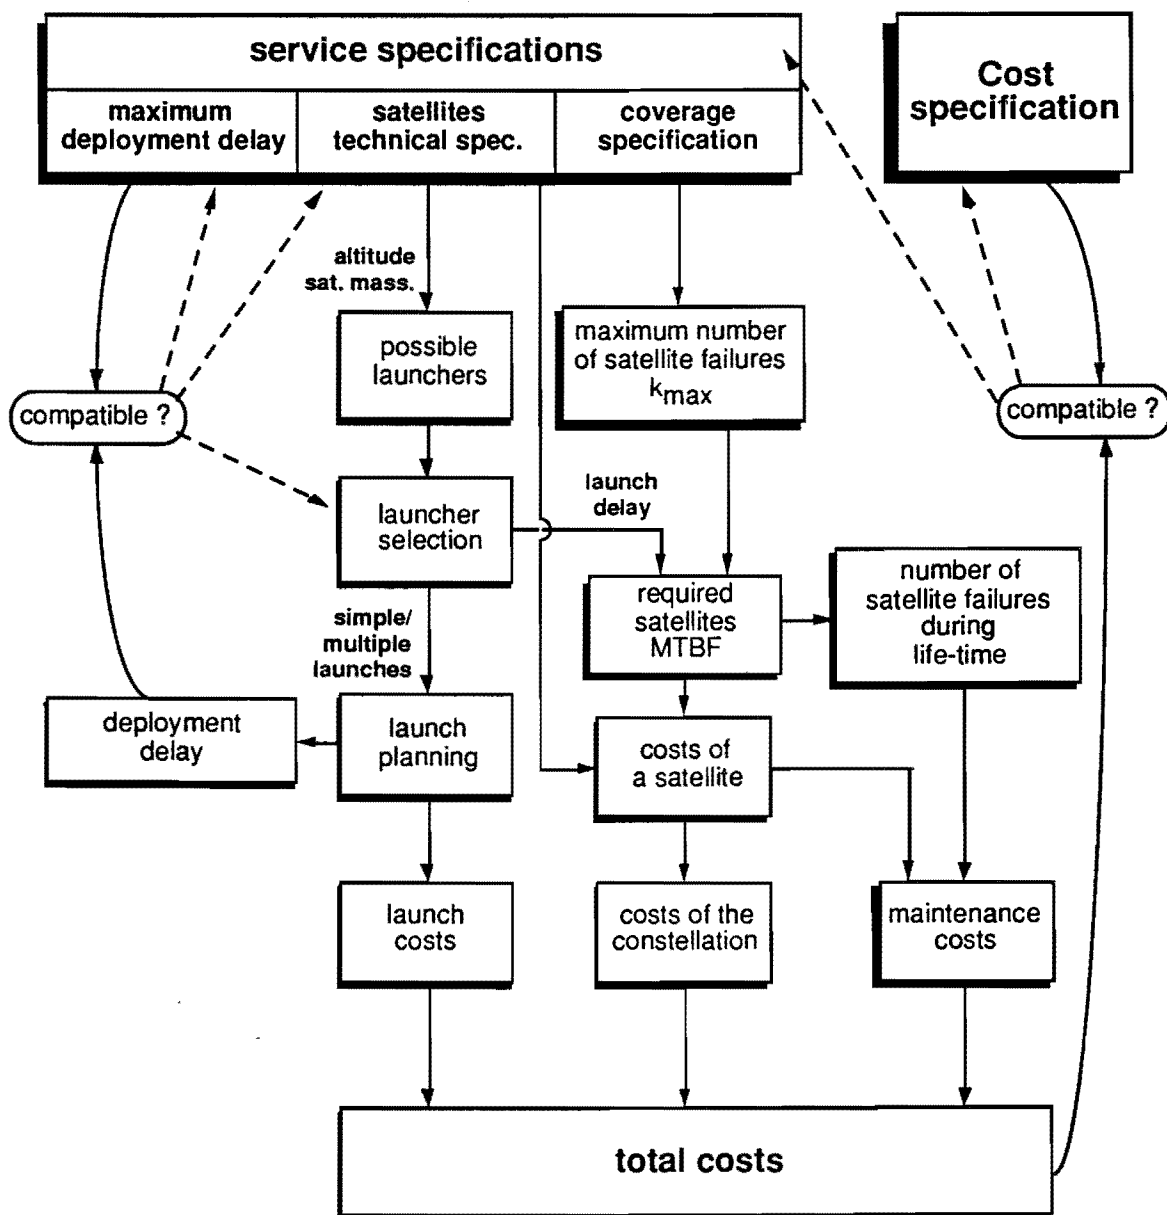 service specifications
maximum
deployment delay
satellites
technical spec.
coverage
specification
Cost
specification
altitude
sat. mass.
possible
launchers
maximum number
of satellite failures
kmax
compatible ?
compatible ?
launcher
selection
launch
delay
required
satellites
MTBF
number of
satellite failures
during
life-time
simple/
multiple
launches
deployment
delay
launch
planning
costs of
a satellite
launch
costs
costs of the
constellation
maintenance
costs
total costs